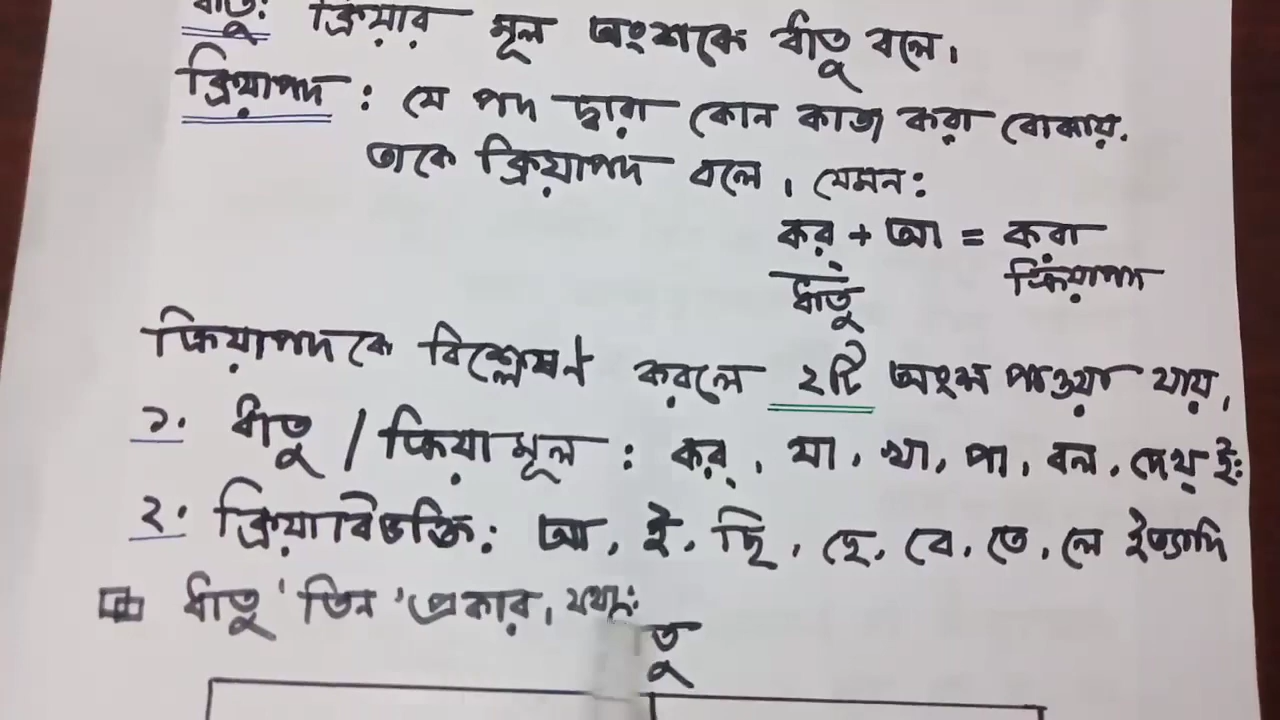 ধাতু: ক্রিয়ার মূল অংশকে ধাতু বলে।
ক্রিয়াপদ : যে পদ দ্বারা কোন কাজ করা বোঝায়.
তাকে ক্রিয়াপদ বলে। যেমন:
কর্ + আ = করা
ধাতু ক্রিয়াপদ
ক্রিয়াপদকে বিশ্লেষণ করলে ২টি অংশ পাওয়া যায়।
১. ধাতু / ক্রিয়ামূল : কর্, যা, খা, পা, বল, দেখ্ ইঃ
২. ক্রিয়াবিভক্তি: আ, ই, ছি, ছে, বে, তে, লে ইত্যাদি
ধাতু 'তিন' প্রকার, যথাঃ
তু